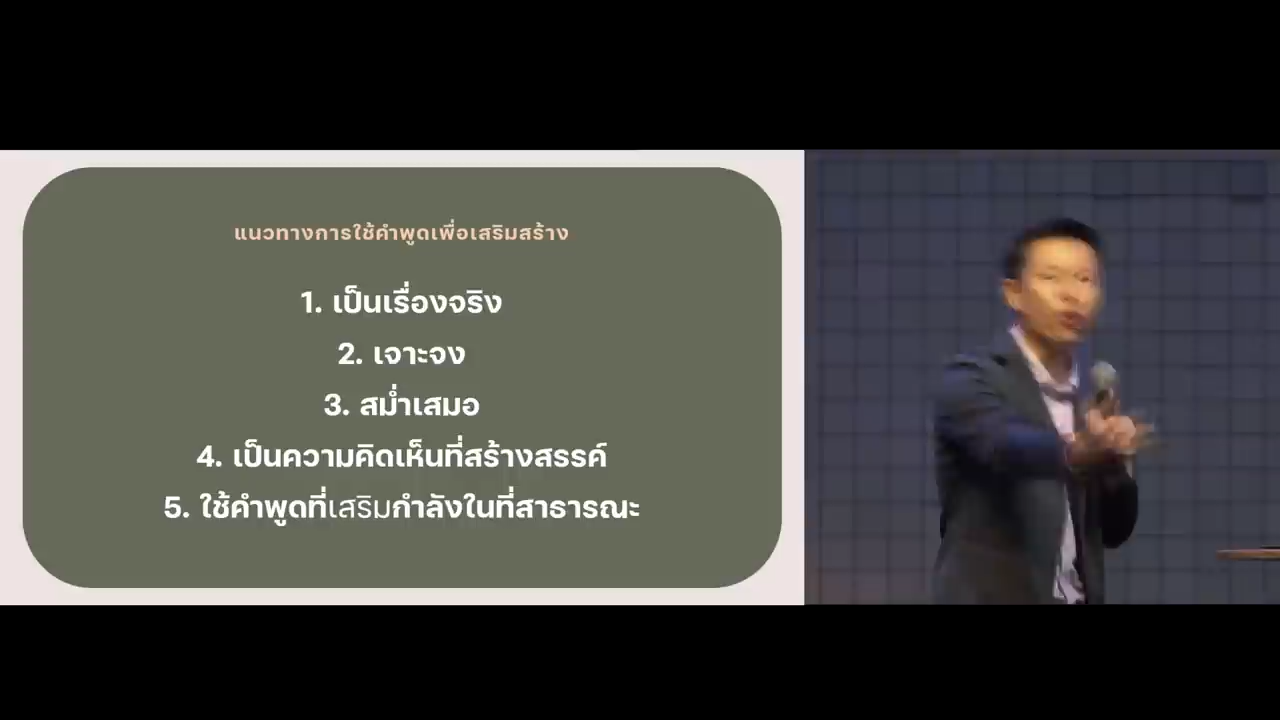 แนวทางการใช้คำพูดเพื่อเสริมสร้าง
1. เป็นเรื่องจริง
2. เจาะจง
3. สม่ำเสมอ
4. เป็นความคิดเห็นที่สร้างสรรค์
5. ใช้คำพูดที่เสริมกำลังในที่สาธารณะ